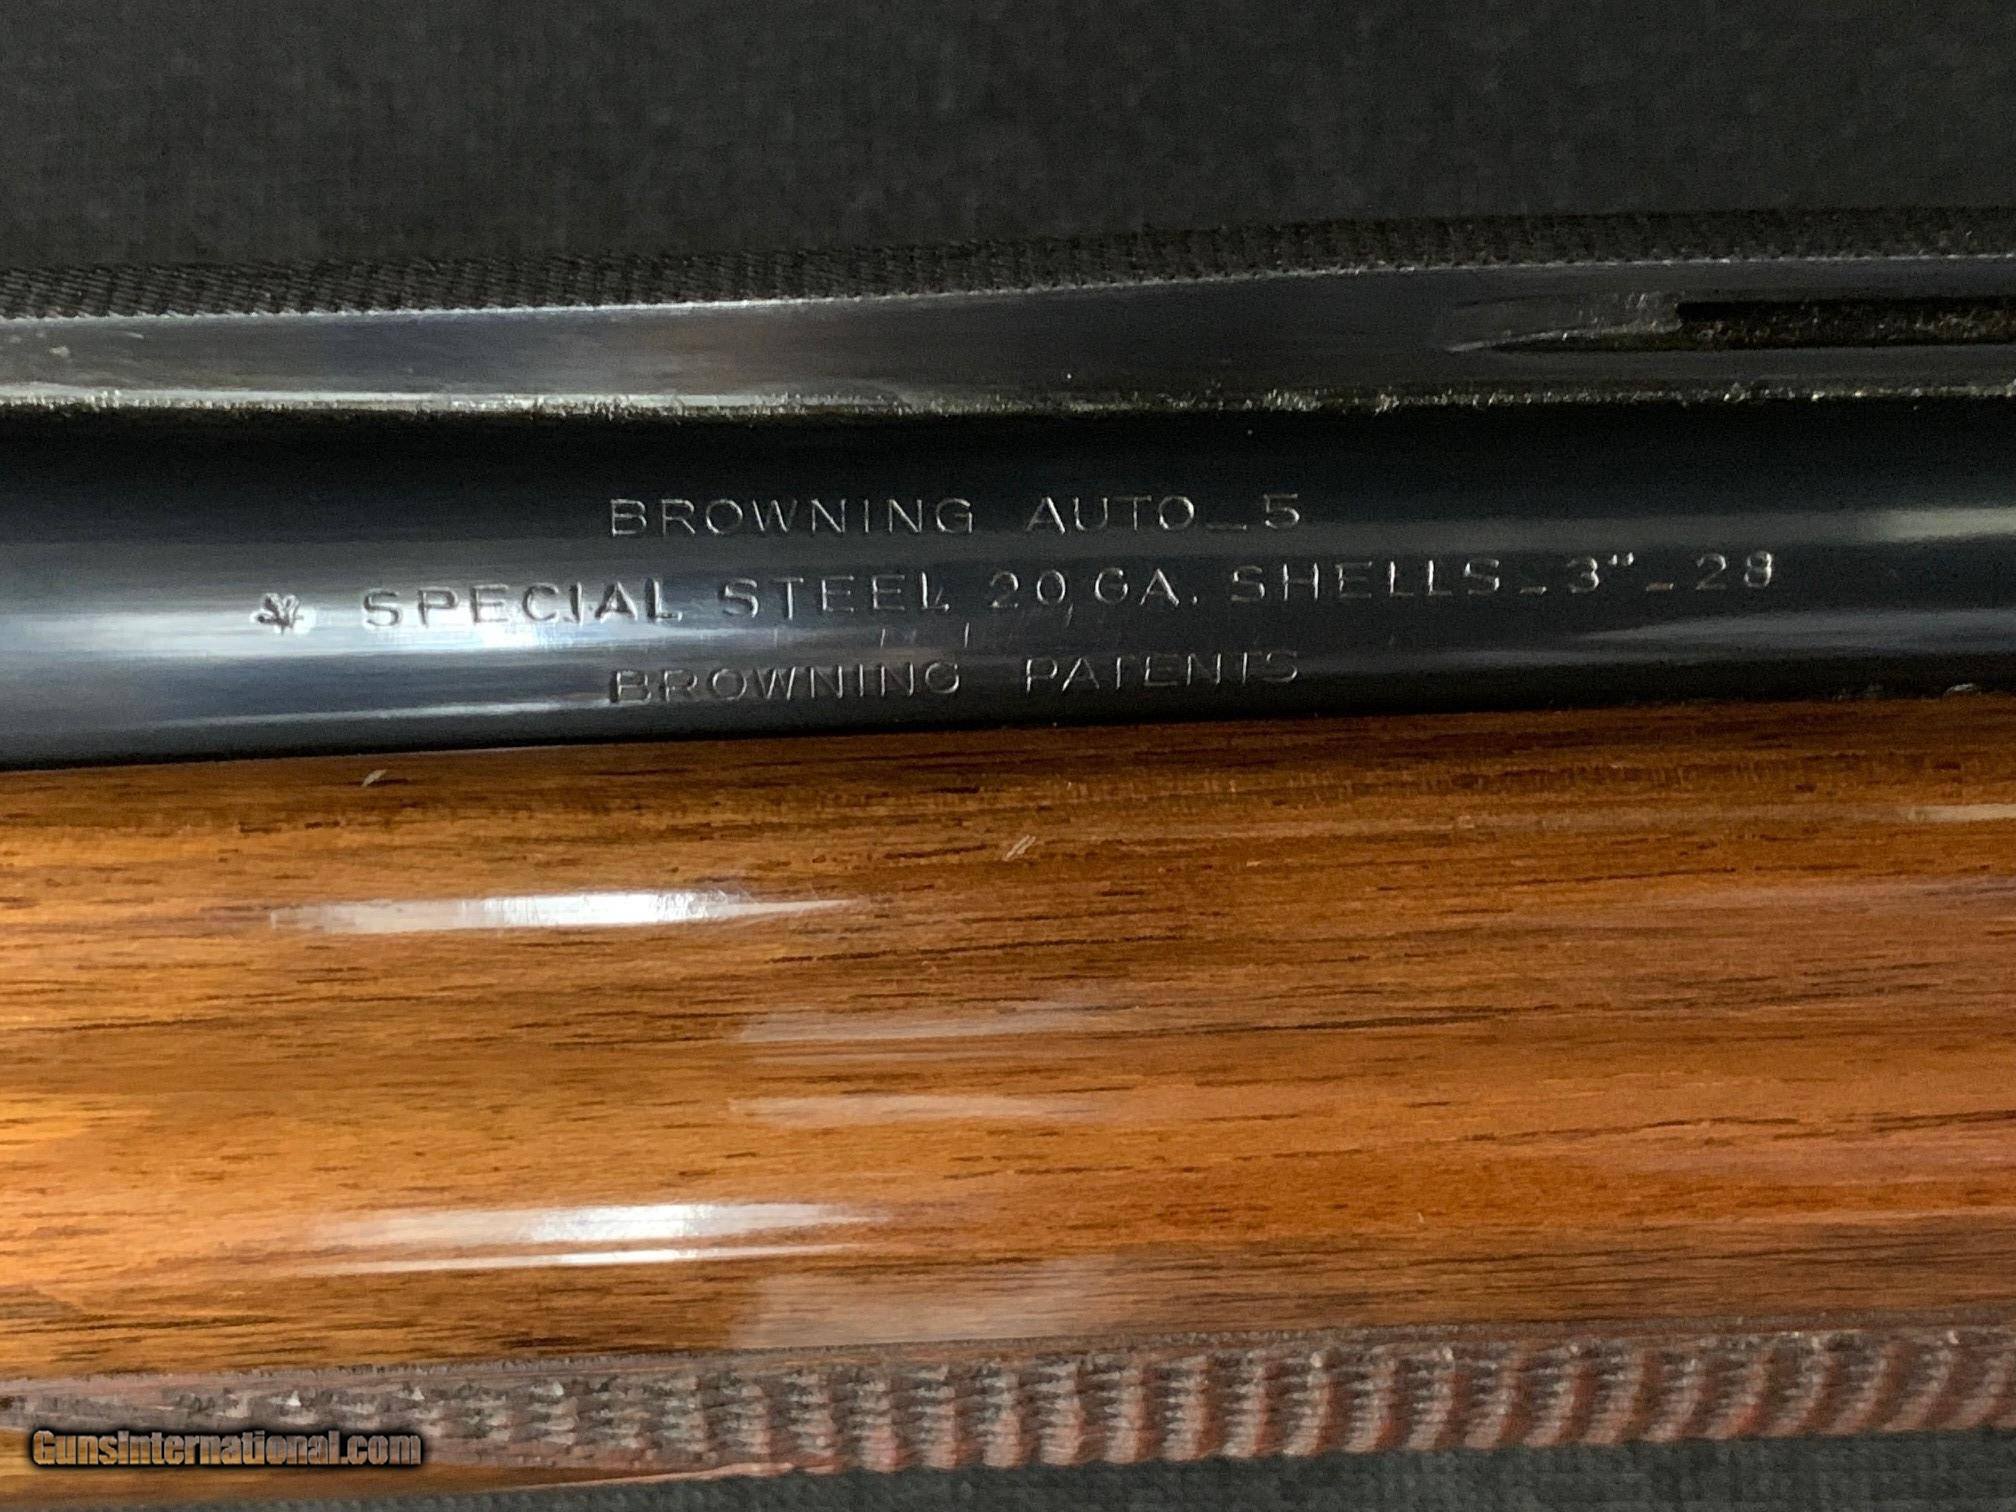 BROWNING AUTO_5
SPECIAL STEEL 20 GA. SHELLS_3"_28
BROWNING PATENTS
GunsInternational.com